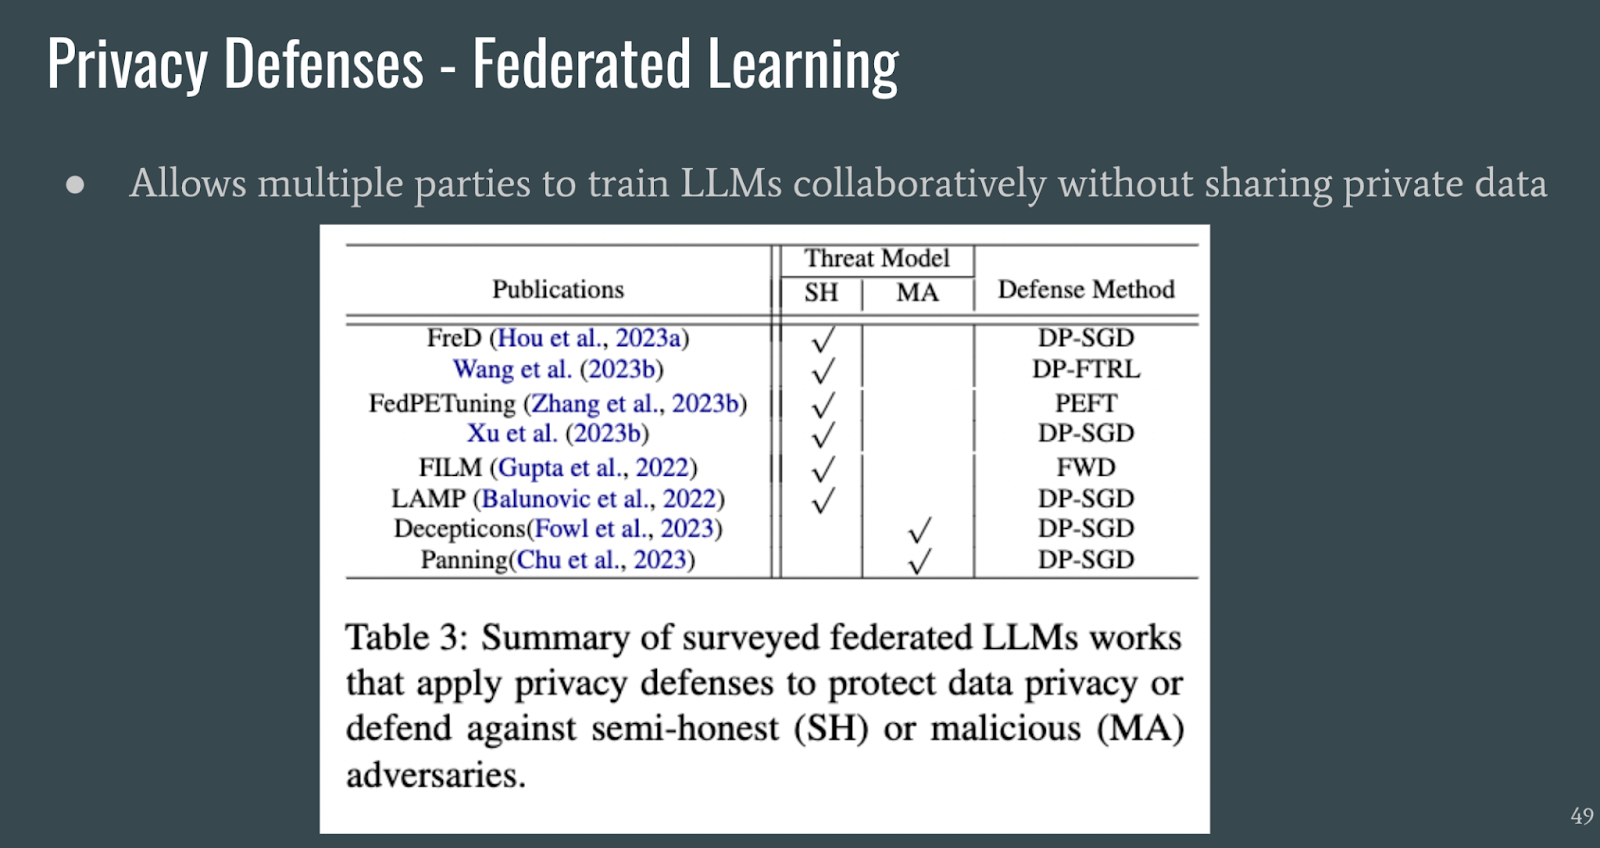 Privacy Defenses - Federated Learning
● Allows multiple parties to train LLMs collaboratively without sharing private data
Threat Model
Publications SH MA Defense Method
FreD (Hou et al., 2023a) ✓ DP-SGD
Wang et al. (2023b) ✓ DP-FTRL
FedPETuning (Zhang et al., 2023b) ✓ PEFT
Xu et al. (2023b) ✓ DP-SGD
FILM (Gupta et al., 2022) ✓ FWD
LAMP (Balunovic et al., 2022) ✓ DP-SGD
Decepticons(Fowl et al., 2023) ✓ DP-SGD
Panning(Chu et al., 2023) ✓ DP-SGD
Table 3: Summary of surveyed federated LLMs works
that apply privacy defenses to protect data privacy or
defend against semi-honest (SH) or malicious (MA)
adversaries.
49